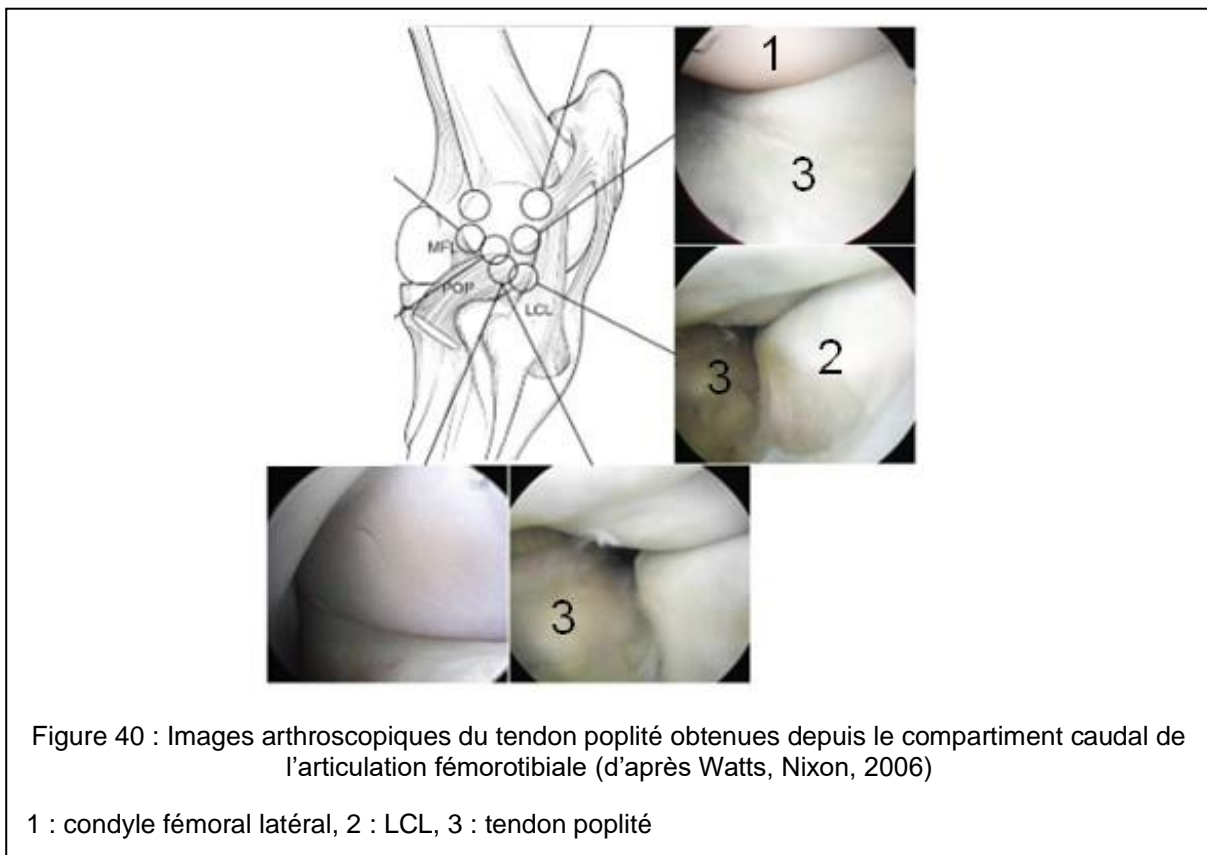 1
3
MFL
POP
LCL
3
2
3
Figure 40 : Images arthroscopiques du tendon poplité obtenues depuis le compartiment caudal de
l’articulation fémorotibiale (d’après Watts, Nixon, 2006)
1 : condyle fémoral latéral, 2 : LCL, 3 : tendon poplité